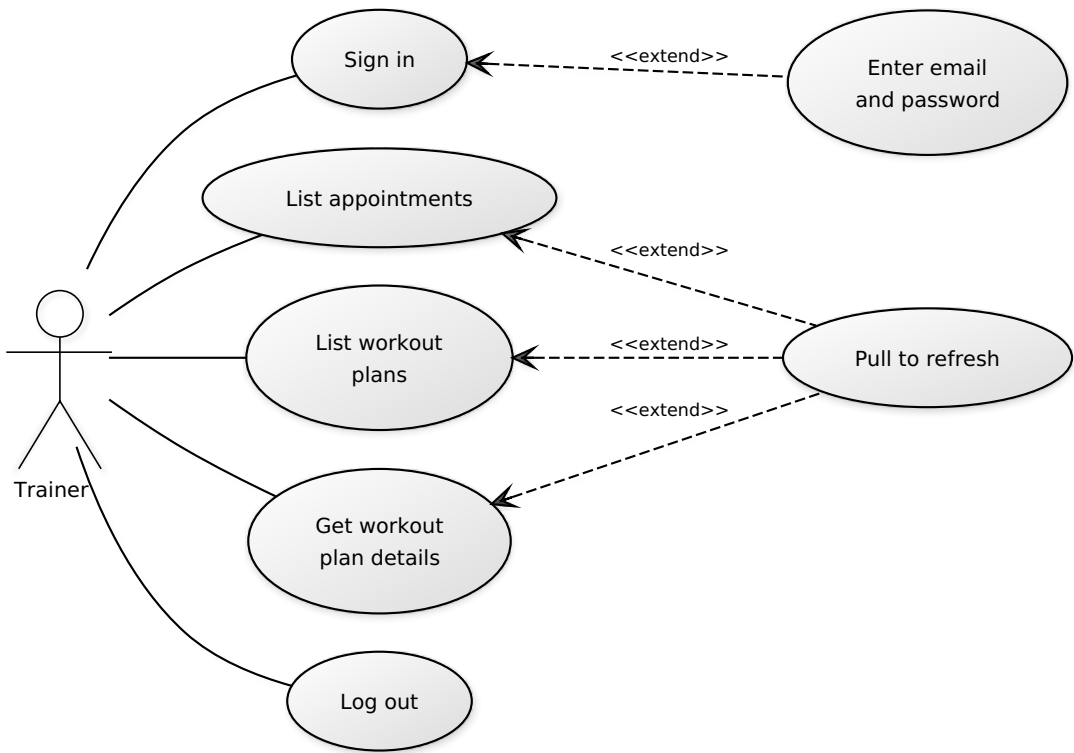 Sign in
<<extend>>
Enter email
and password
List appointments
<<extend>>
List workout
plans
<<extend>>
Pull to refresh
<<extend>>
Trainer
Get workout
plan details
Log out